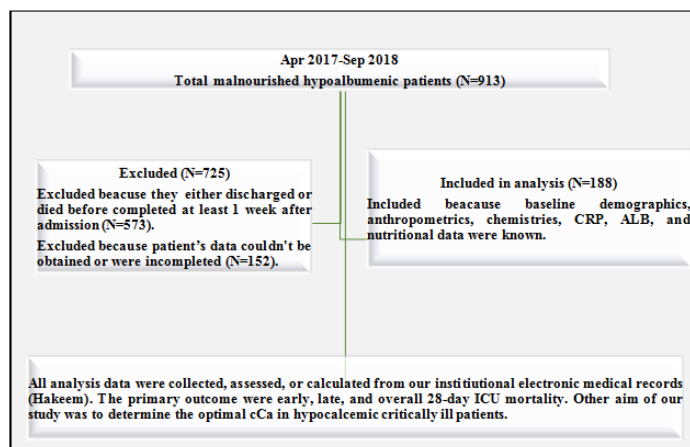 Apr 2017-Sep 2018
Total malnourished hypoalbumenic patients (N=913)
Excluded (N=725)
Excluded beacuse they either discharged or
died before completed at least 1 week after
admission (N=573).
Excluded because patient's data couldn't be
obtained or were incompleted (N=152).
Included in analysis (N=188)
Included beacause baseline demographics,
anthropometrics, chemistries, CRP, ALB, and
nutritional data were known.
All analysis data were collected, assessed, or calculated from our institiutional electronic medical records
(Hakeem). The primary outcome were early, late, and overall 28-day ICU mortality. Other aim of our
study was to determine the optimal cCa in hypocalcemic critically ill patients.